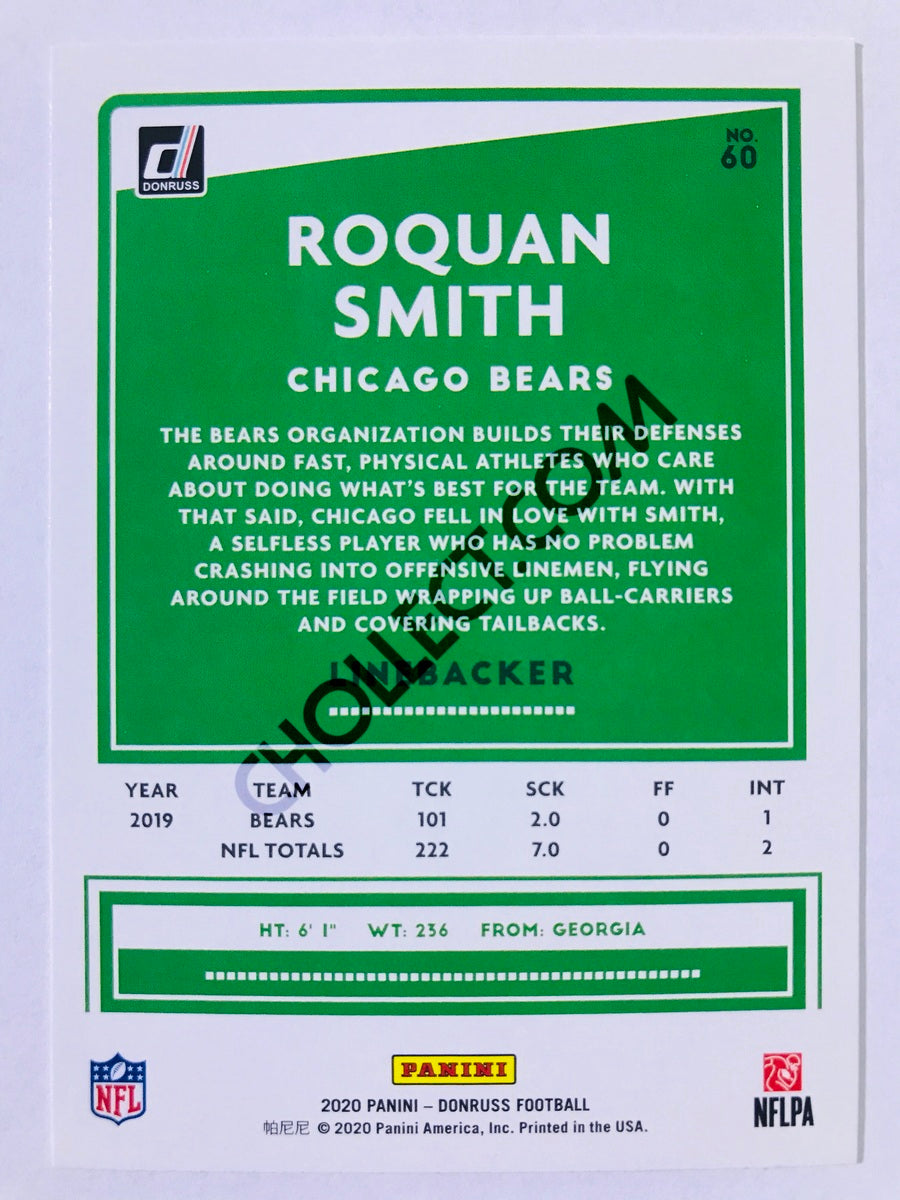 DONRUSS
NO.
60
ROQUAN
SMITH
CHICAGO BEARS
THE BEARS ORGANIZATION BUILDS THEIR DEFENSES
AROUND FAST, PHYSICAL ATHLETES WHO CARE
ABOUT DOING WHAT'S BEST FOR THE TEAM. WITH
THAT SAID, CHICAGO FELL IN LOVE WITH SMITH,
A SELFLESS PLAYER WHO HAS NO PROBLEM
CRASHING INTO OFFENSIVE LINEMEN, FLYING
AROUND THE FIELD WRAPPING UP BALL-CARRIERS
AND COVERING TAILBACKS.
LINEBACKER
CHOLLECT.COM
YEAR TEAM TCK SCK FF INT
2019 BEARS 101 2.0 0 1
NFL TOTALS 222 7.0 0 2
HT: 6' 1" WT: 236 FROM: GEORGIA
NFL
PANINI
NFLPA
2020 PANINI – DONRUSS FOOTBALL
帕尼尼 © 2020 Panini America, Inc. Printed in the USA.